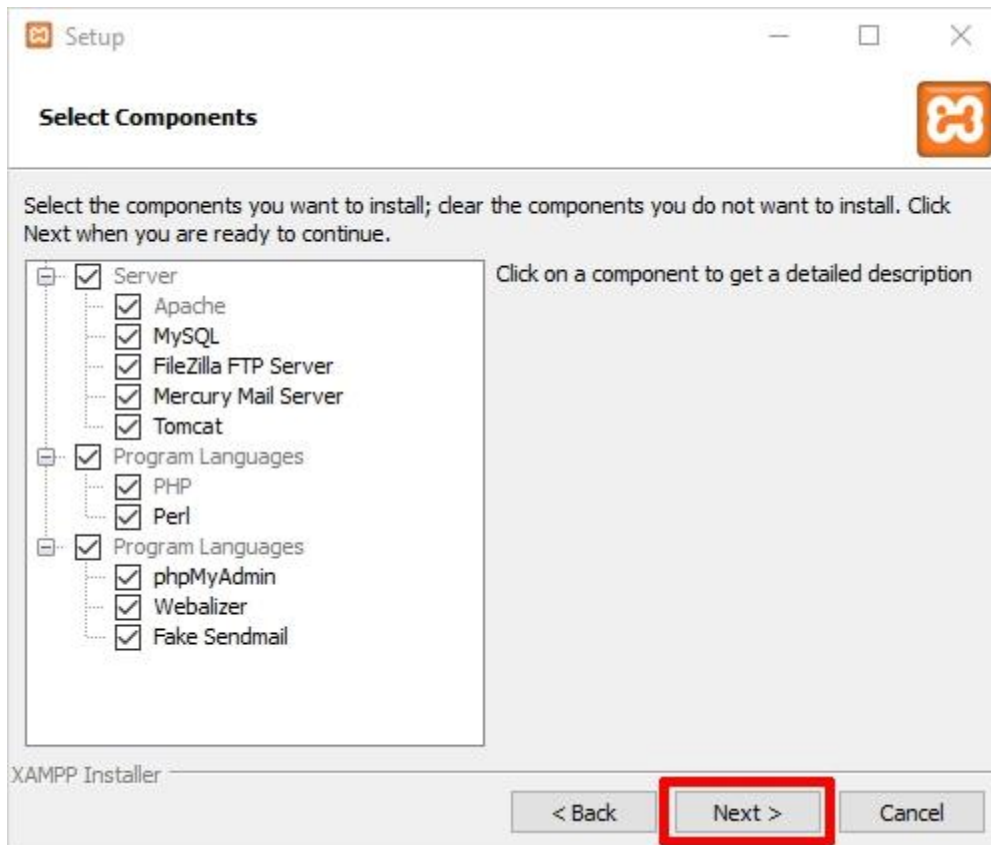 Setup
Select Components
Select the components you want to install; clear the components you do not want to install. Click
Next when you are ready to continue.
Server
Apache
MySQL
FileZilla FTP Server
Mercury Mail Server
Tomcat
Program Languages
PHP
Perl
Program Languages
phpMyAdmin
Webalizer
Fake Sendmail
Click on a component to get a detailed description
XAMPP Installer
< Back
Next >
Cancel